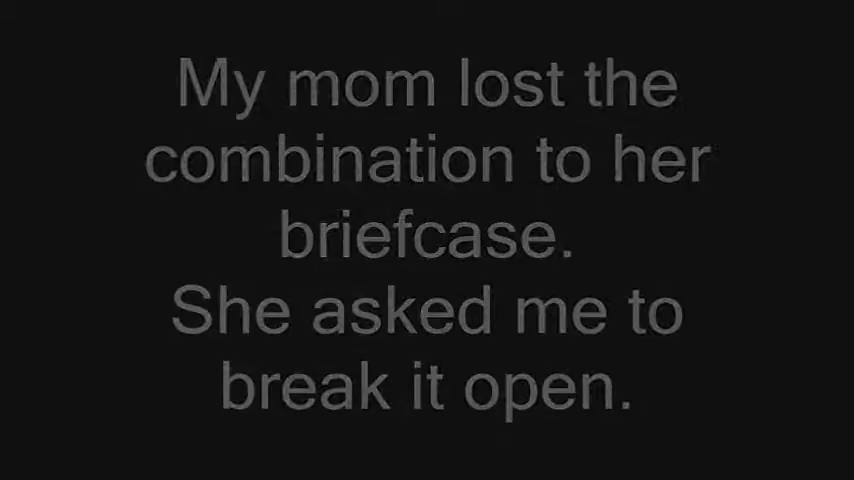 My mom lost the
combination to her
briefcase.
She asked me to
break it open.